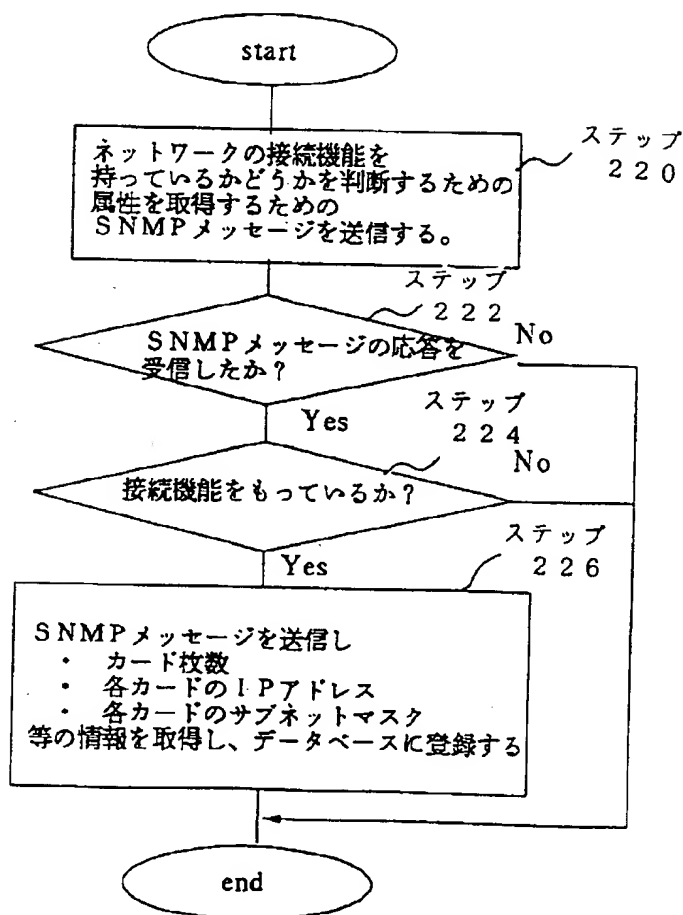 start
ステップ
２２０
ネットワークの接続機能を
持っているかどうかを判断するための
属性を取得するための
ＳＮＭＰメッセージを送信する。
ステップ
２２２
ＳＮＭＰメッセージの応答を
受信したか？
No
Yes
ステップ
２２４
接続機能をもっているか？
No
Yes
ステップ
２２６
ＳＮＭＰメッセージを送信し
・ カード枚数
・ 各カードのＩＰアドレス
・ 各カードのサブネットマスク
等の情報を取得し、データベースに登録する
end